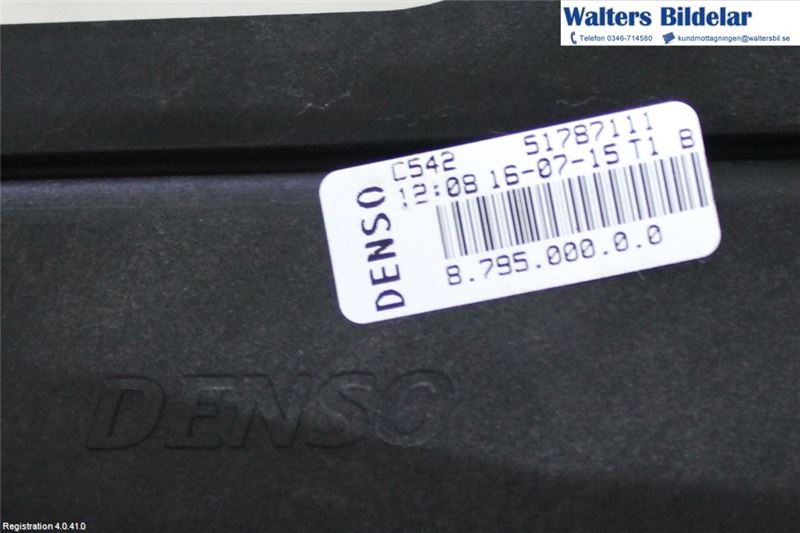 Walters Bildelar
Telefon 0346-714580 kundmottagningen@waltersbil.se
DENSO
C542 51787111
12:08 16-07-15 T1 B
8.795.000.0.0
DENSO
Registration 4.0.41.0